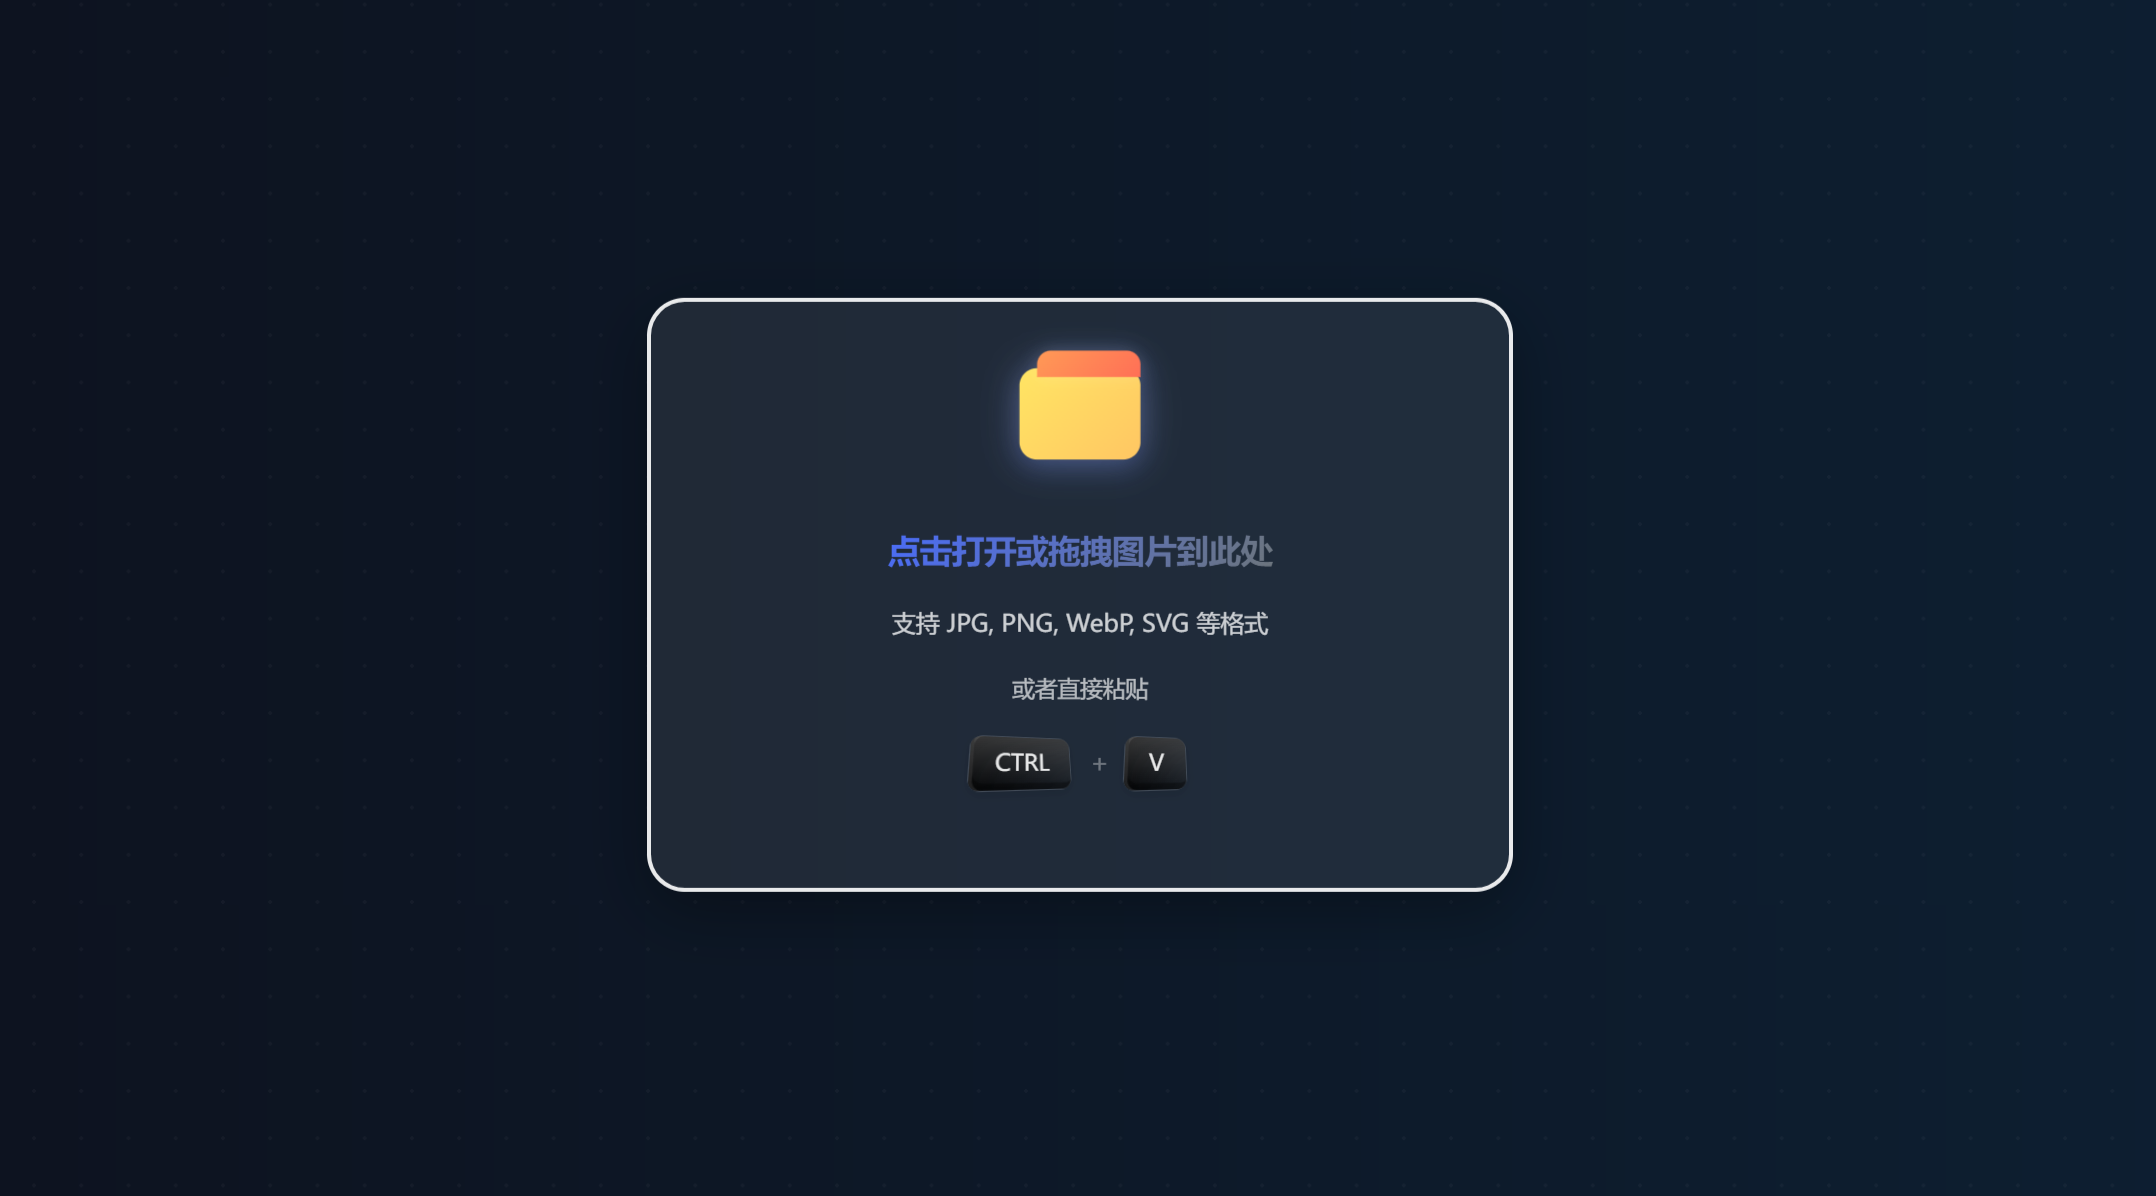 点击打开或拖拽图片到此处
支持 JPG, PNG, WebP, SVG 等格式
或者直接粘贴
CTRL + V